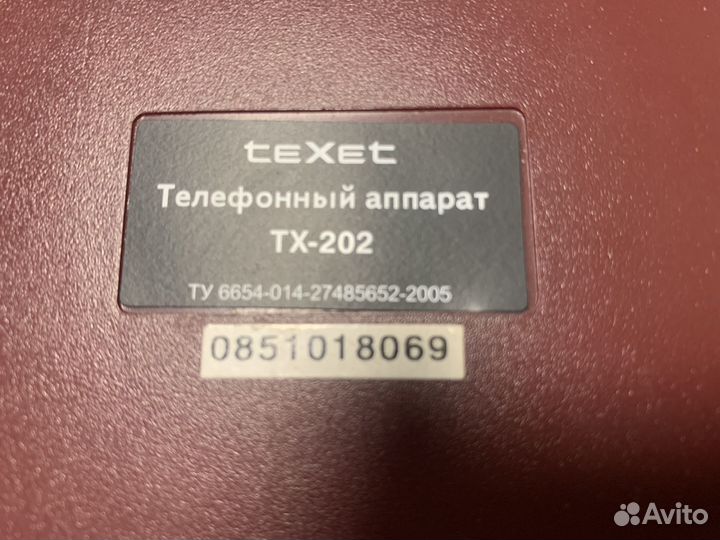 teXet
Телефонный аппарат
TX-202
ТУ 6654-014-27485652-2005
0851018069
Avito